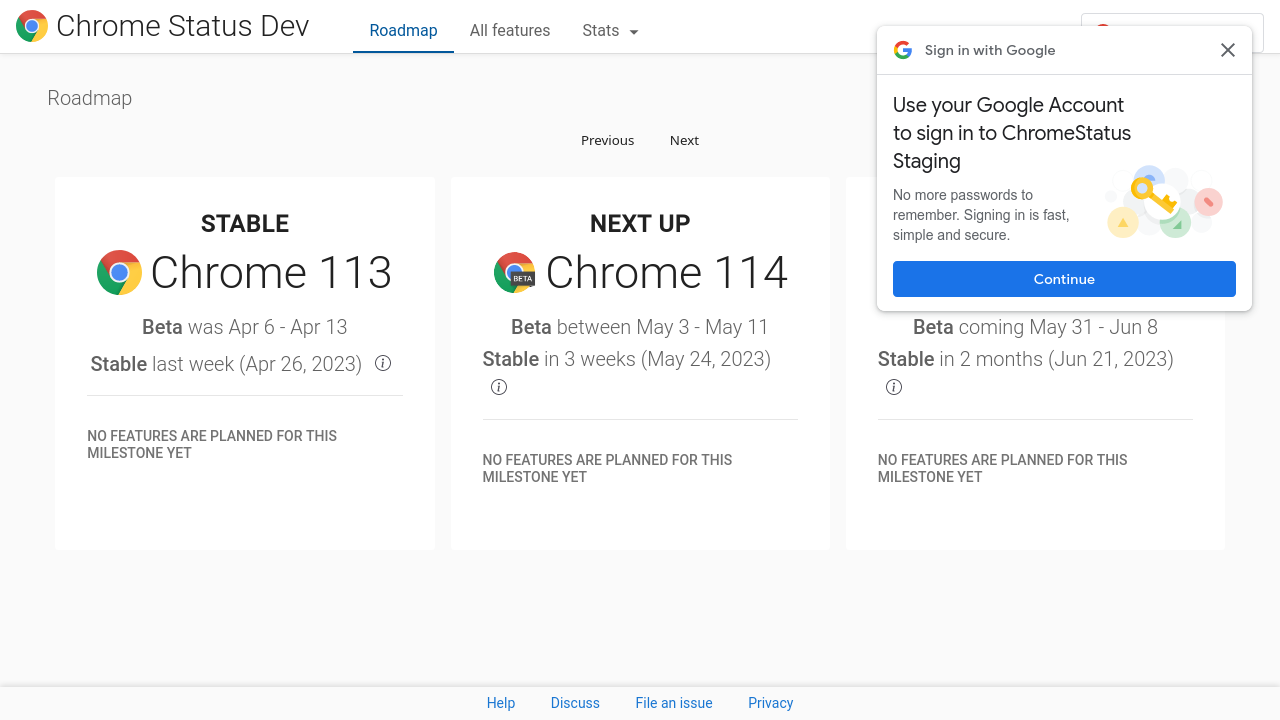 Chrome Status Dev
Roadmap
All features
Stats
Sign in with Google
Use your Google Account
to sign in to ChromeStatus
Staging
No more passwords to
remember. Signing in is fast,
simple and secure.
Continue
Roadmap
Previous
Next
STABLE
Chrome 113
Beta was Apr 6 - Apr 13
Stable last week (Apr 26, 2023)
NO FEATURES ARE PLANNED FOR THIS
MILESTONE YET
NEXT UP
BETA
Chrome 114
Beta between May 3 - May 11
Stable in 3 weeks (May 24, 2023)
NO FEATURES ARE PLANNED FOR THIS
MILESTONE YET
Beta coming May 31 - Jun 8
Stable in 2 months (Jun 21, 2023)
NO FEATURES ARE PLANNED FOR THIS
MILESTONE YET
Help
Discuss
File an issue
Privacy